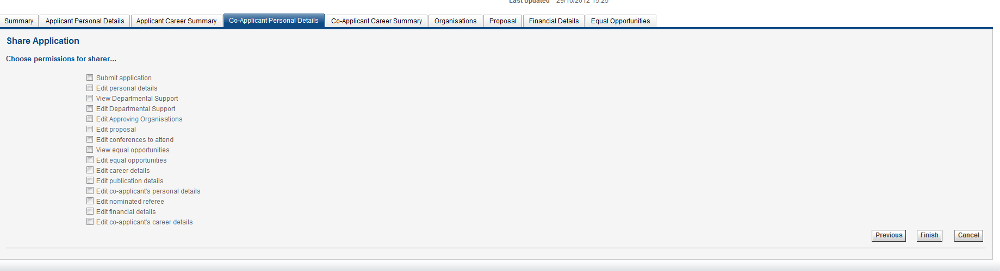 Last Updated 29/10/2012 15:25
Summary Applicant Personal Details Applicant Career Summary Co-Applicant Personal Details Co-Applicant Career Summary Organisations Proposal Financial Details Equal Opportunities
Share Application
Choose permissions for sharer...
Submit application
Edit personal details
View Departmental Support
Edit Departmental Support
Edit Approving Organisations
Edit proposal
Edit conferences to attend
View equal opportunities
Edit equal opportunities
Edit career details
Edit publication details
Edit co-applicant's personal details
Edit nominated referee
Edit financial details
Edit co-applicant's career details
Previous Finish Cancel